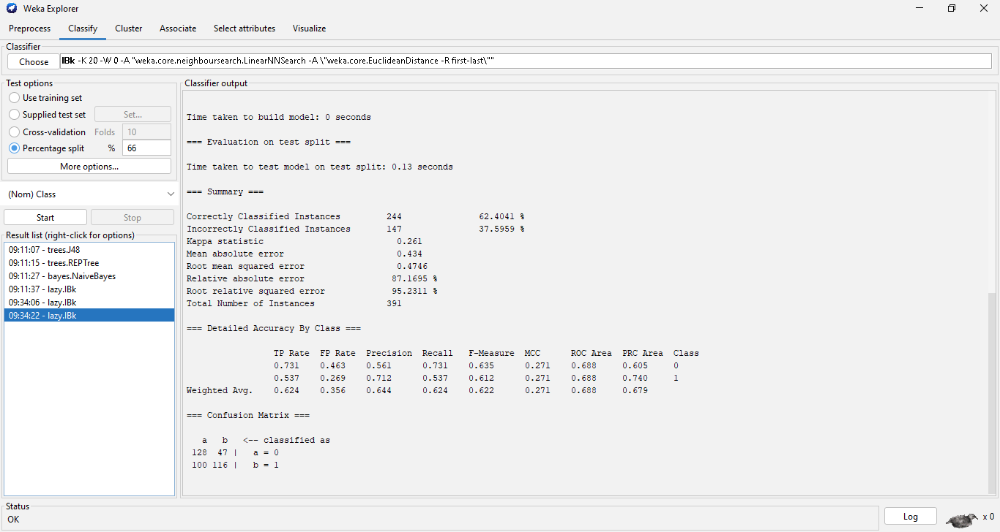 Weka Explorer
Preprocess Classify Cluster Associate Select attributes Visualize
Classifier
Choose IBk -K 20 -W 0 -A "weka.core.neighboursearch.LinearNNSearch -A \"weka.core.EuclideanDistance -R first-last\""
Test options
Use training set
Supplied test set Set...
Cross-validation Folds 10
Percentage split % 66
More options...
(Nom) Class
Start Stop
Result list (right-click for options)
09:11:07 - trees.J48
09:11:15 - trees.REPTree
09:11:27 - bayes.NaiveBayes
09:11:37 - lazy.IBk
09:34:06 - lazy.IBk
09:34:22 - lazy.IBk
Classifier output
Time taken to build model: 0 seconds
=== Evaluation on test split ===
Time taken to test model on test split: 0.13 seconds
=== Summary ===
Correctly Classified Instances 244 62.4041 %
Incorrectly Classified Instances 147 37.5959 %
Kappa statistic 0.261
Mean absolute error 0.434
Root mean squared error 0.4746
Relative absolute error 87.1695 %
Root relative squared error 95.2311 %
Total Number of Instances 391
=== Detailed Accuracy By Class ===
TP Rate FP Rate Precision Recall F-Measure MCC ROC Area PRC Area Class
0.731 0.463 0.561 0.731 0.635 0.271 0.688 0.605 0
0.537 0.269 0.712 0.537 0.612 0.271 0.688 0.740 1
Weighted Avg. 0.624 0.356 0.644 0.624 0.622 0.271 0.688 0.679
=== Confusion Matrix ===
a b <-- classified as
128 47 | a = 0
100 116 | b = 1
Status
OK
Log x 0